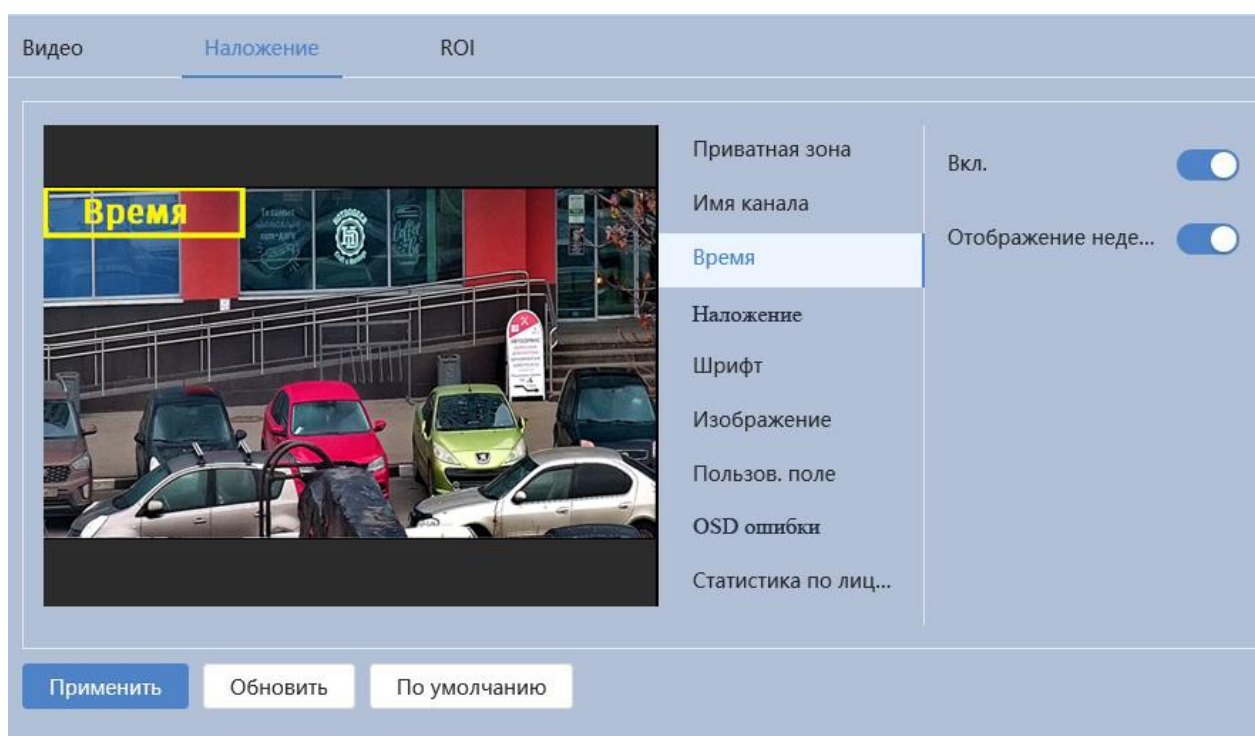 Видео
Наложение
ROI
Время
Приватная зона
Имя канала
Время
Наложение
Шрифт
Изображение
Пользов. поле
OSD ошибки
Статистика по лиц...
Вкл.
Отображение неде...
Применить
Обновить
По умолчанию